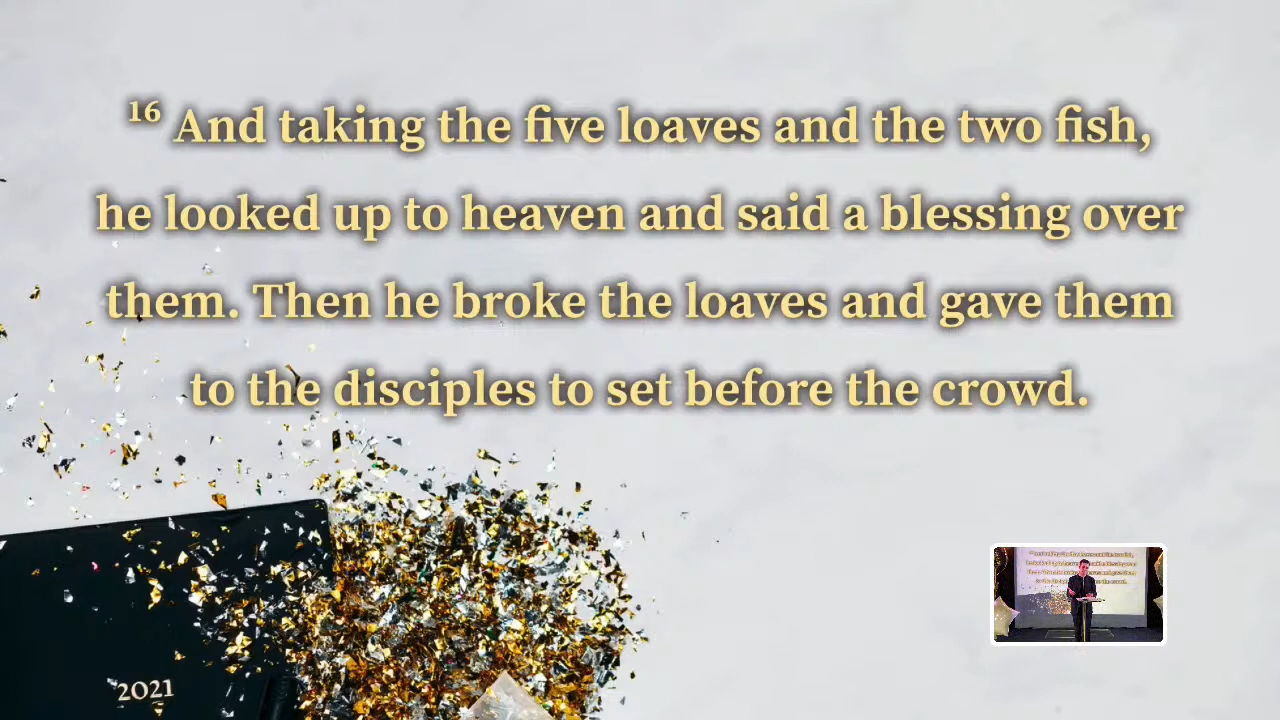 16 And taking the five loaves and the two fish,
he looked up to heaven and said a blessing over
them. Then he broke the loaves and gave them
to the disciples to set before the crowd.
2021